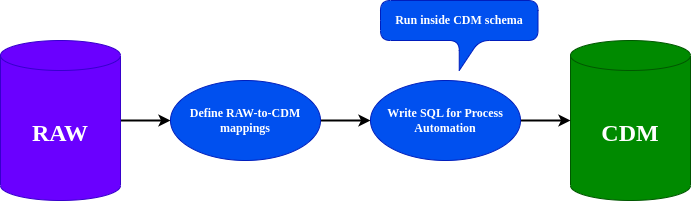 Run inside CDM schema
RAW
Define RAW-to-CDM
mappings
Write SQL for Process
Automation
CDM